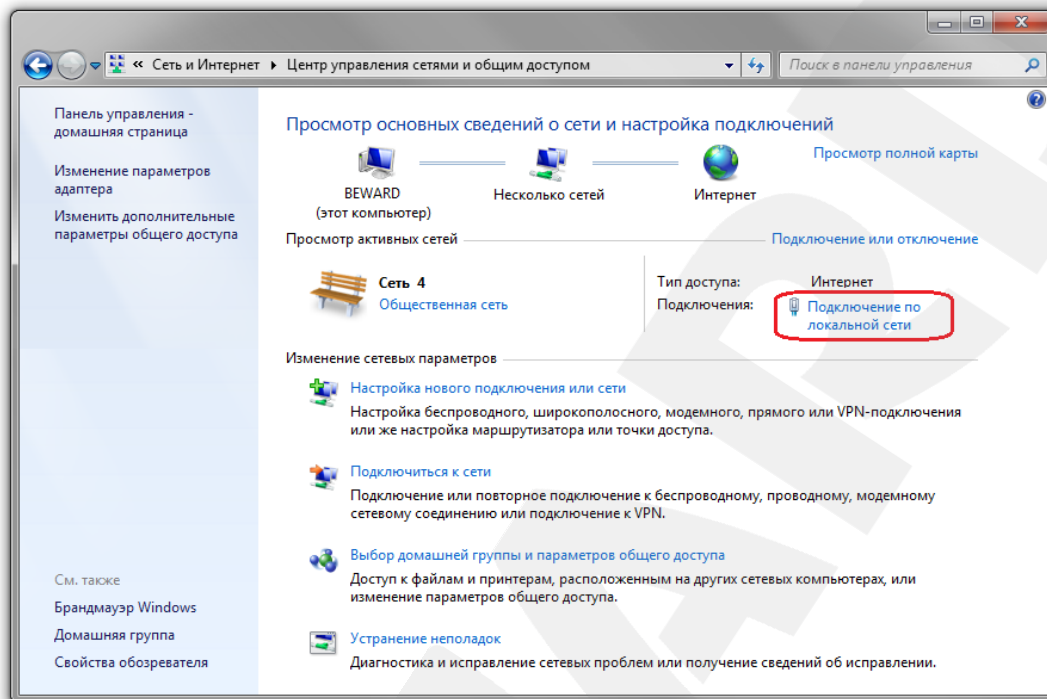 « Сеть и Интернет ▸ Центр управления сетями и общим доступом
Поиск в панели управления
Панель управления -
домашняя страница
Изменение параметров
адаптера
Изменить дополнительные
параметры общего доступа
См. также
Брандмауэр Windows
Домашняя группа
Свойства обозревателя
Просмотр основных сведений о сети и настройка подключений
BEWARD
(этот компьютер)
Несколько сетей
Интернет
Просмотр полной карты
Просмотр активных сетей
Подключение или отключение
Сеть 4
Общественная сеть
Тип доступа: Интернет
Подключения: Подключение по
локальной сети
Изменение сетевых параметров
Настройка нового подключения или сети
Настройка беспроводного, широкополосного, модемного, прямого или VPN-подключения
или же настройка маршрутизатора или точки доступа.
Подключиться к сети
Подключение или повторное подключение к беспроводному, проводному, модемному
сетевому соединению или подключение к VPN.
Выбор домашней группы и параметров общего доступа
Доступ к файлам и принтерам, расположенным на других сетевых компьютерах, или
изменение параметров общего доступа.
Устранение неполадок
Диагностика и исправление сетевых проблем или получение сведений об исправлении.